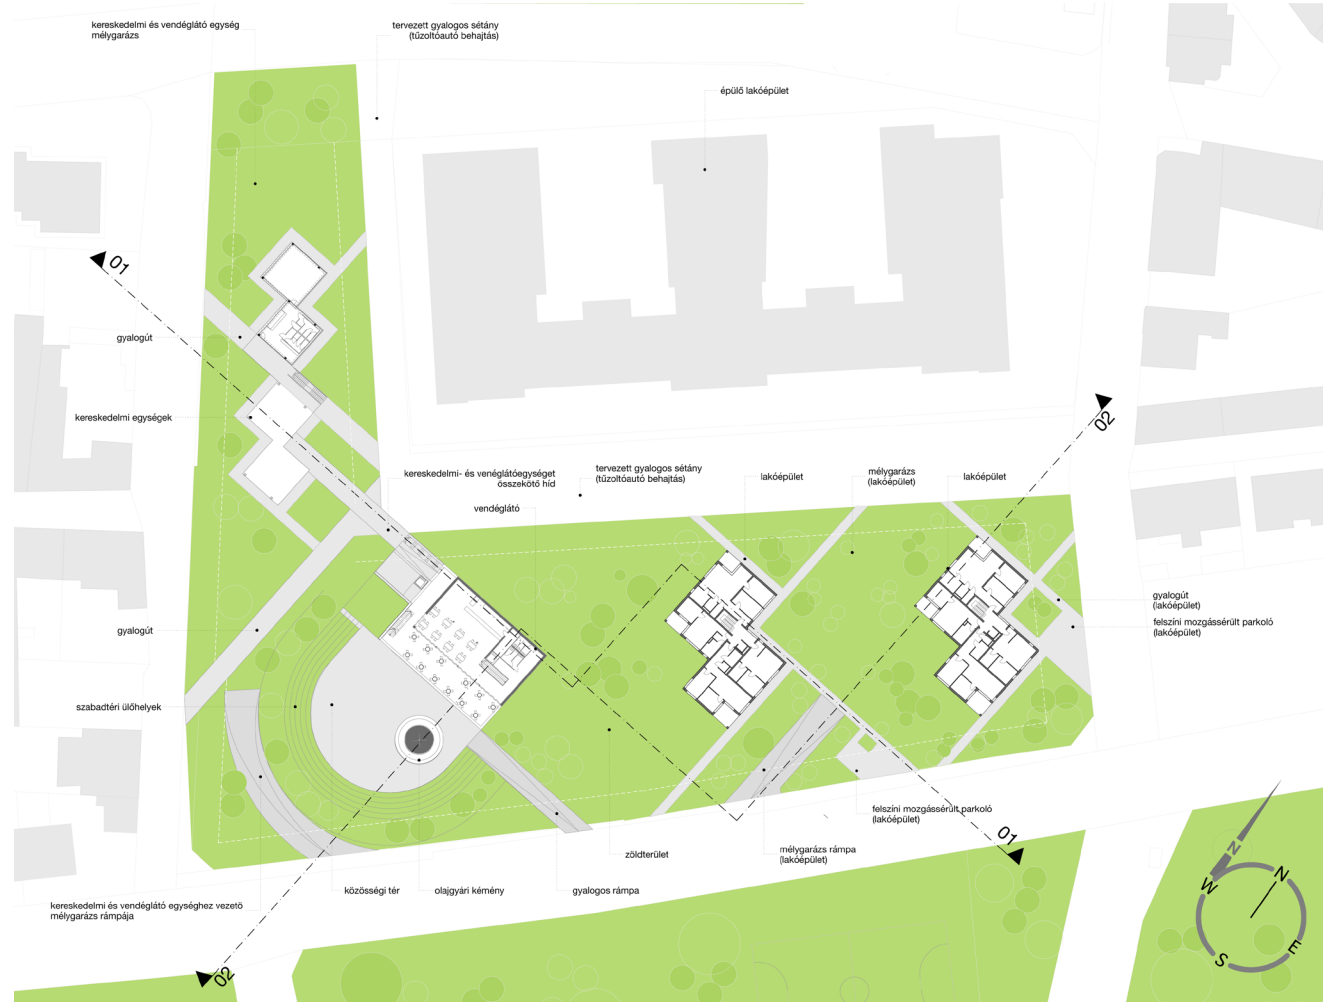 kereskedelmi és vendéglátó egység
mélygarázs
tervezett gyalogos sétány
(tűzoltóautó behajtás)
épülő lakóépület
01
gyalogút
kereskedelmi egységek
02
kereskedelmi- és venéglátóegységet
összekötő híd
vendéglátó
tervezett gyalogos sétány
(tűzoltóautó behajtás)
lakóépület
mélygarázs
(lakóépület)
lakóépület
gyalogút
(lakóépület)
felszíni mozgássérült parkoló
(lakóépület)
gyalogút
szabadtéri ülőhelyek
felszíni mozgássérült parkoló
(lakóépület)
01
zöldterület
mélygarázs rámpa
(lakóépület)
közösségi tér
olajgyári kémény
gyalogos rámpa
kereskedelmi és vendéglátó egységhez vezető
mélygarázs rámpája
02
N
W
N
S
E